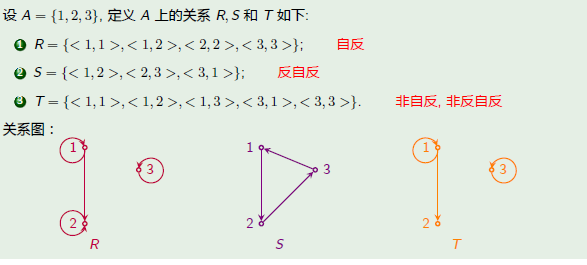 设 A = {1, 2, 3}, 定义 A 上的关系 R, S 和 T 如下:
1 R = {< 1, 1 >, < 1, 2 >, < 2, 2 >, < 3, 3 >}; 自反
2 S = {< 1, 2 >, < 2, 3 >, < 3, 1 >}; 反自反
3 T = {< 1, 1 >, < 1, 2 >, < 1, 3 >, < 3, 1 >, < 3, 3 >}. 非自反, 非反自反
关系图：
1 3 2 R
1 3 2 S
1 3 2 T